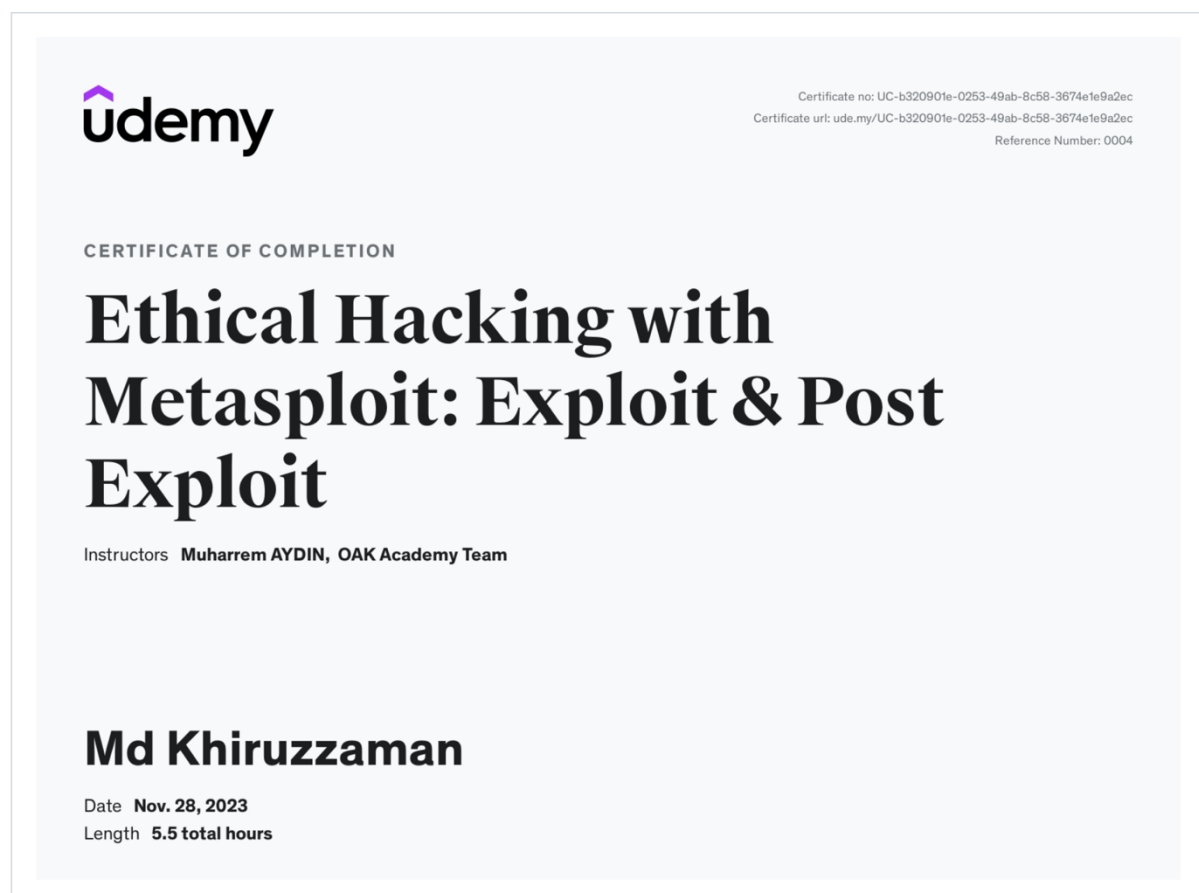 udemy
Certificate no: UC-b320901e-0253-49ab-8c58-3674e1e9a2ec
Certificate url: ude.my/UC-b320901e-0253-49ab-8c58-3674e1e9a2ec
Reference Number: 0004
CERTIFICATE OF COMPLETION
Ethical Hacking with
Metasploit: Exploit & Post
Exploit
Instructors Muharrem AYDIN, OAK Academy Team
Md Khiruzzaman
Date Nov. 28, 2023
Length 5.5 total hours